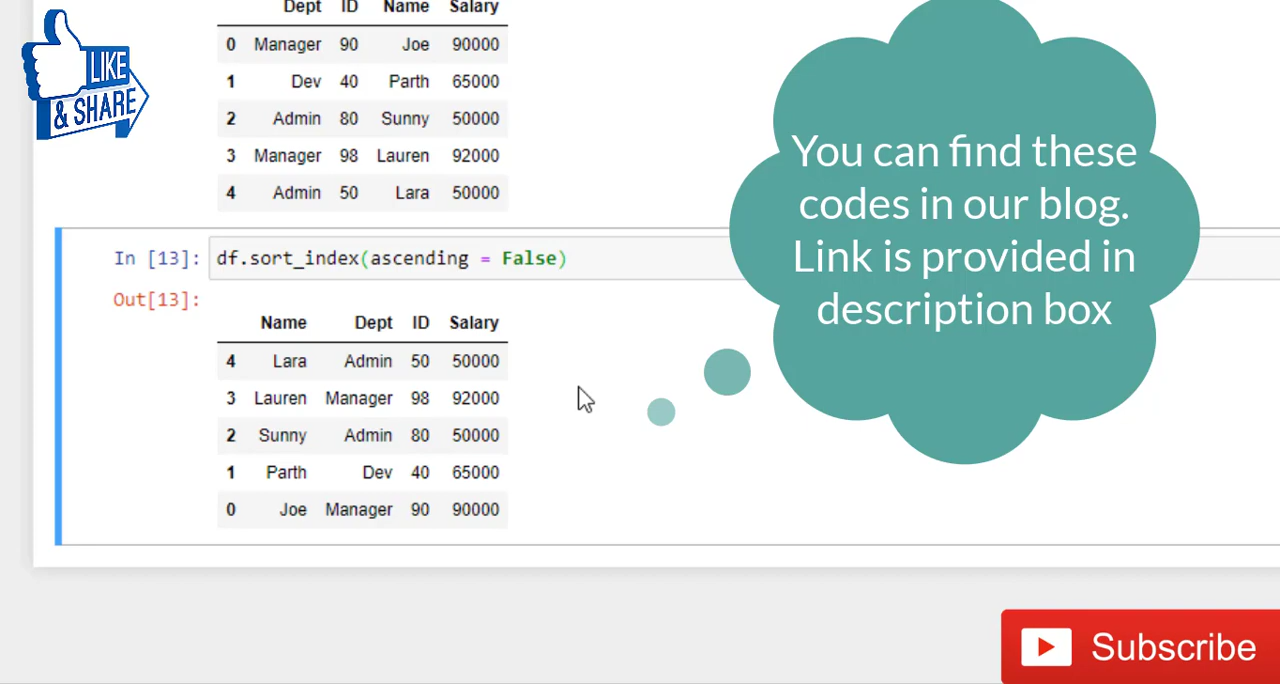 Dept ID Name Salary
0 Manager 90 Joe 90000
1 Dev 40 Parth 65000
2 Admin 80 Sunny 50000
3 Manager 98 Lauren 92000
4 Admin 50 Lara 50000
LIKE
& SHARE
You can find these
codes in our blog.
Link is provided in
description box
In [13]: df.sort_index(ascending = False)
Out[13]:
Name Dept ID Salary
4 Lara Admin 50 50000
3 Lauren Manager 98 92000
2 Sunny Admin 80 50000
1 Parth Dev 40 65000
0 Joe Manager 90 90000
Subscribe